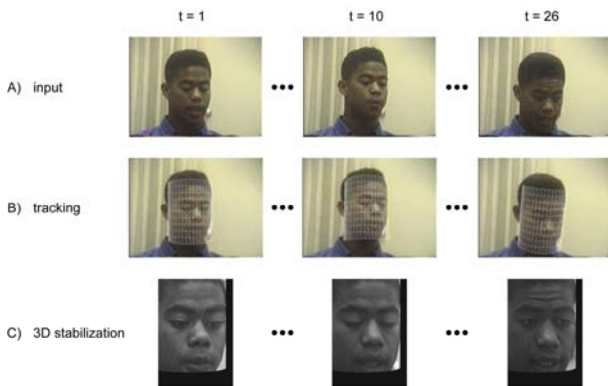 t = 1 t = 10 t = 26
A) input
B) tracking
C) 3D stabilization